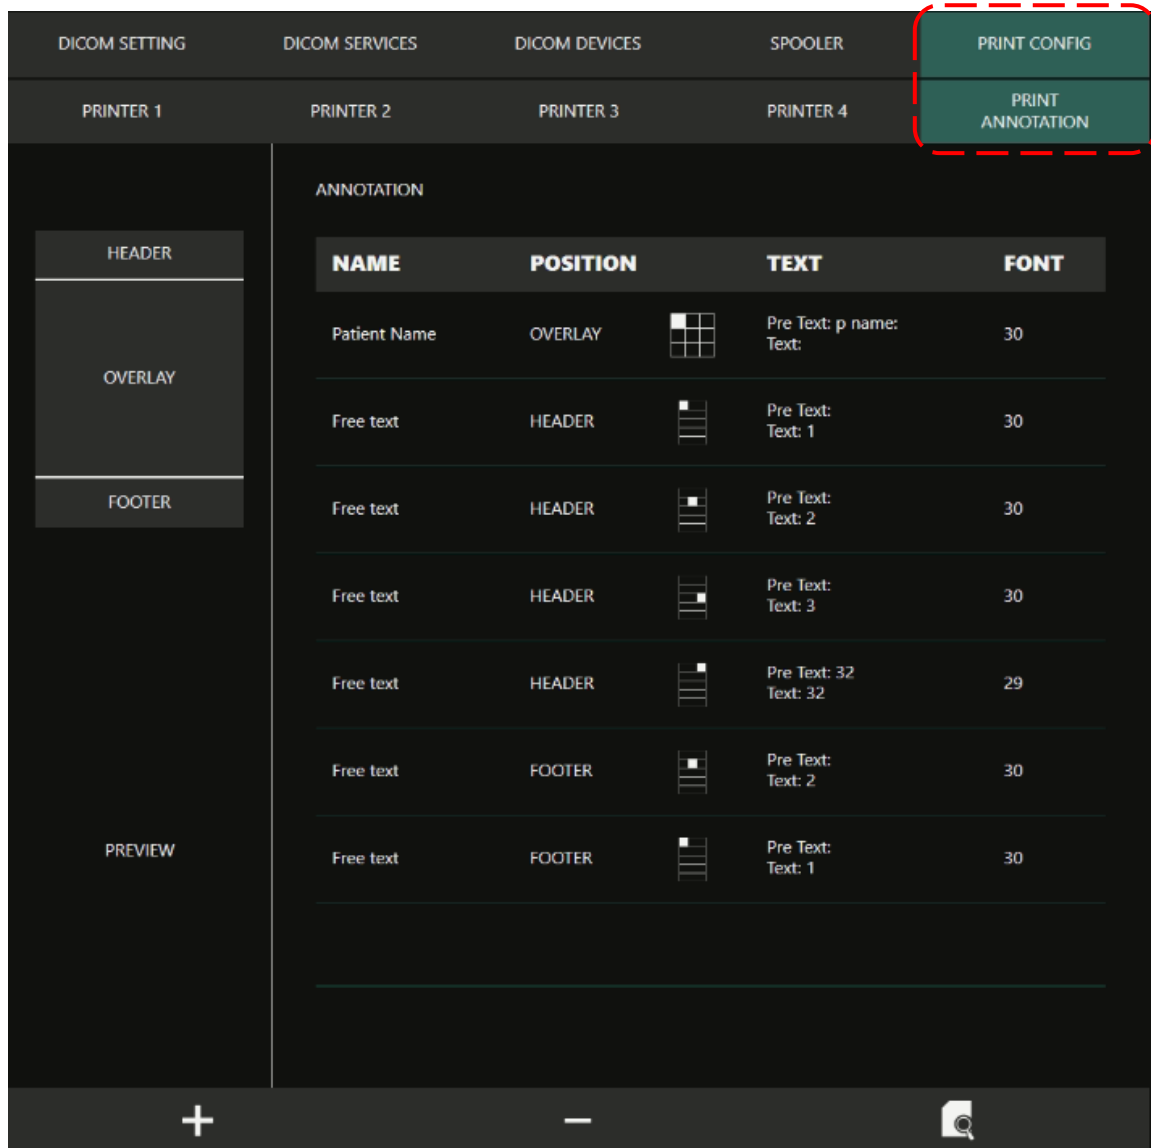 DICOM SETTING DICOM SERVICES DICOM DEVICES SPOOLER PRINT CONFIG
PRINTER 1 PRINTER 2 PRINTER 3 PRINTER 4 PRINT
ANNOTATION
HEADER
OVERLAY
FOOTER
PREVIEW
ANNOTATION
NAME POSITION TEXT FONT
Patient Name OVERLAY Pre Text: p name: 30
Text:
Free text HEADER Pre Text: 30
Text: 1
Free text HEADER Pre Text: 30
Text: 2
Free text HEADER Pre Text: 30
Text: 3
Free text HEADER Pre Text: 32 29
Text: 32
Free text FOOTER Pre Text: 30
Text: 2
Free text FOOTER Pre Text: 30
Text: 1